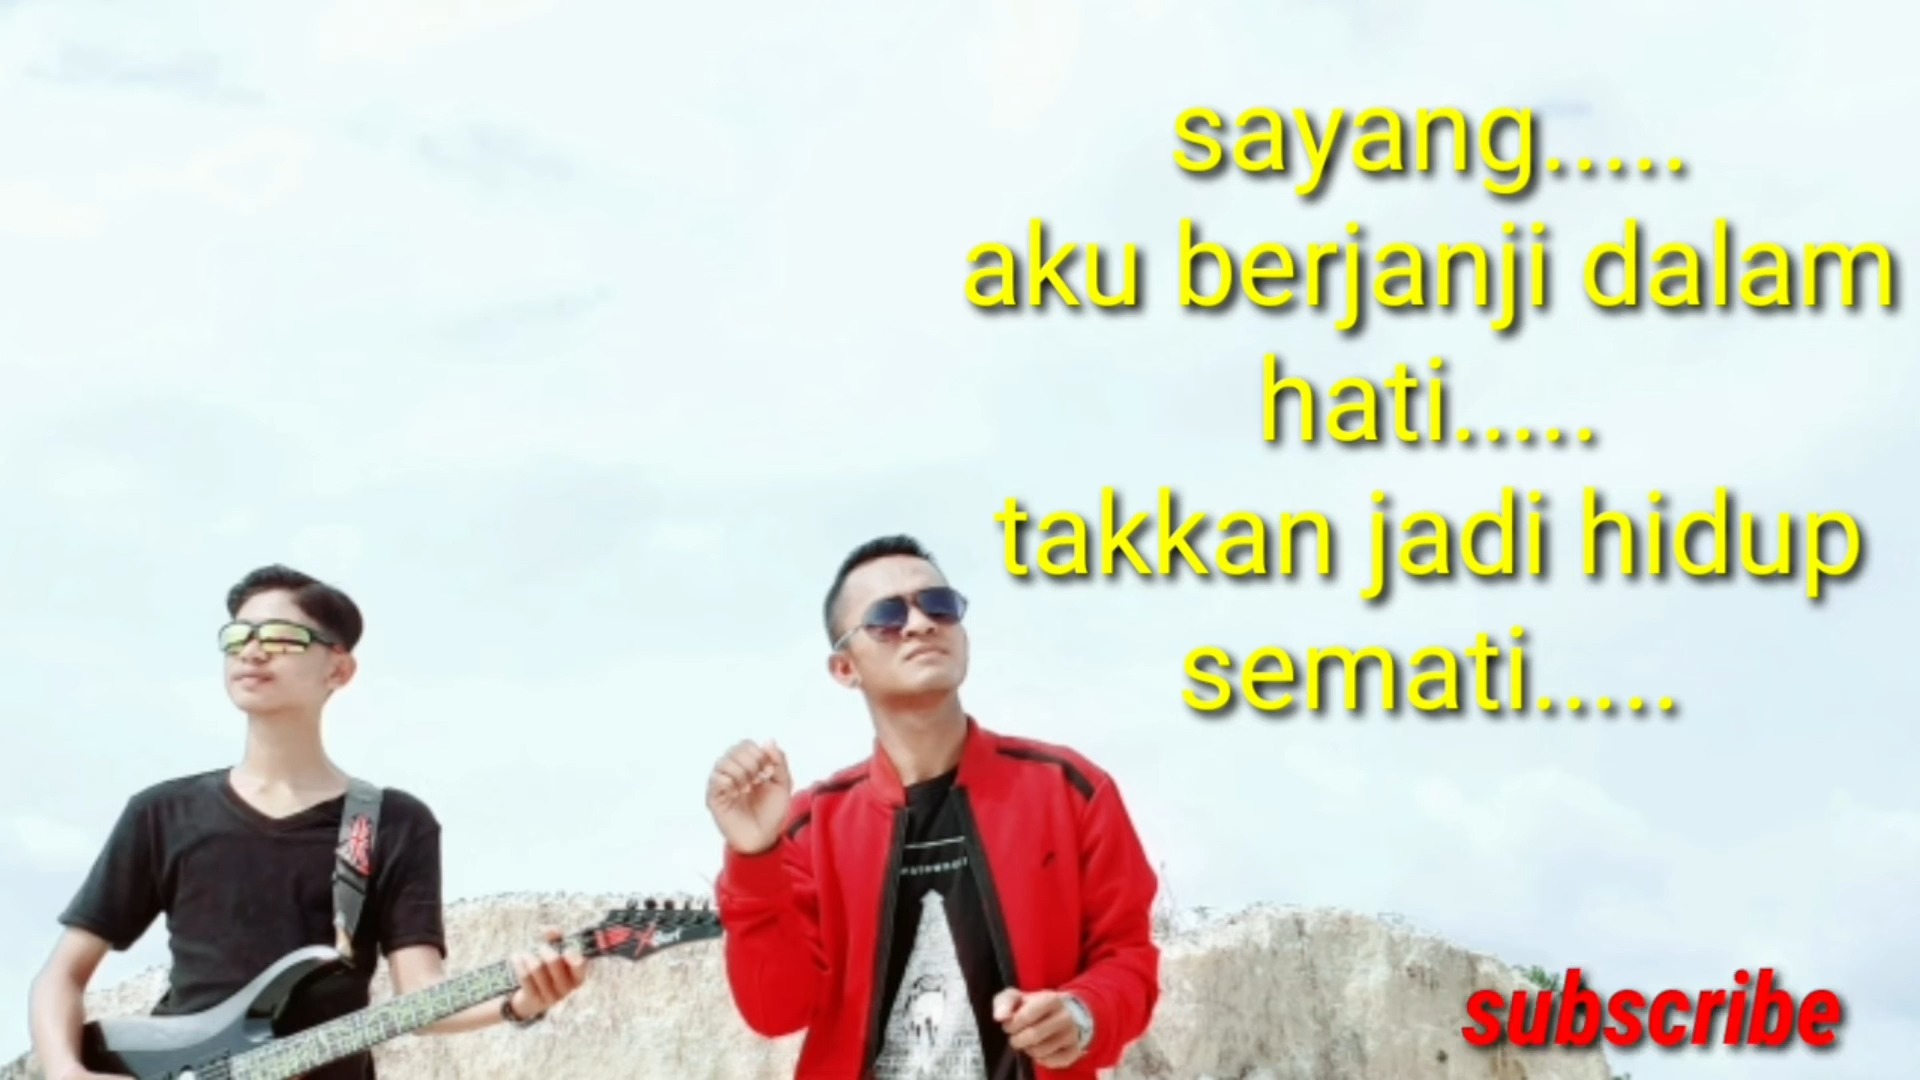 sayang.....
aku berjanji dalam
hati.....
takkan jadi hidup
semati.....
subscribe